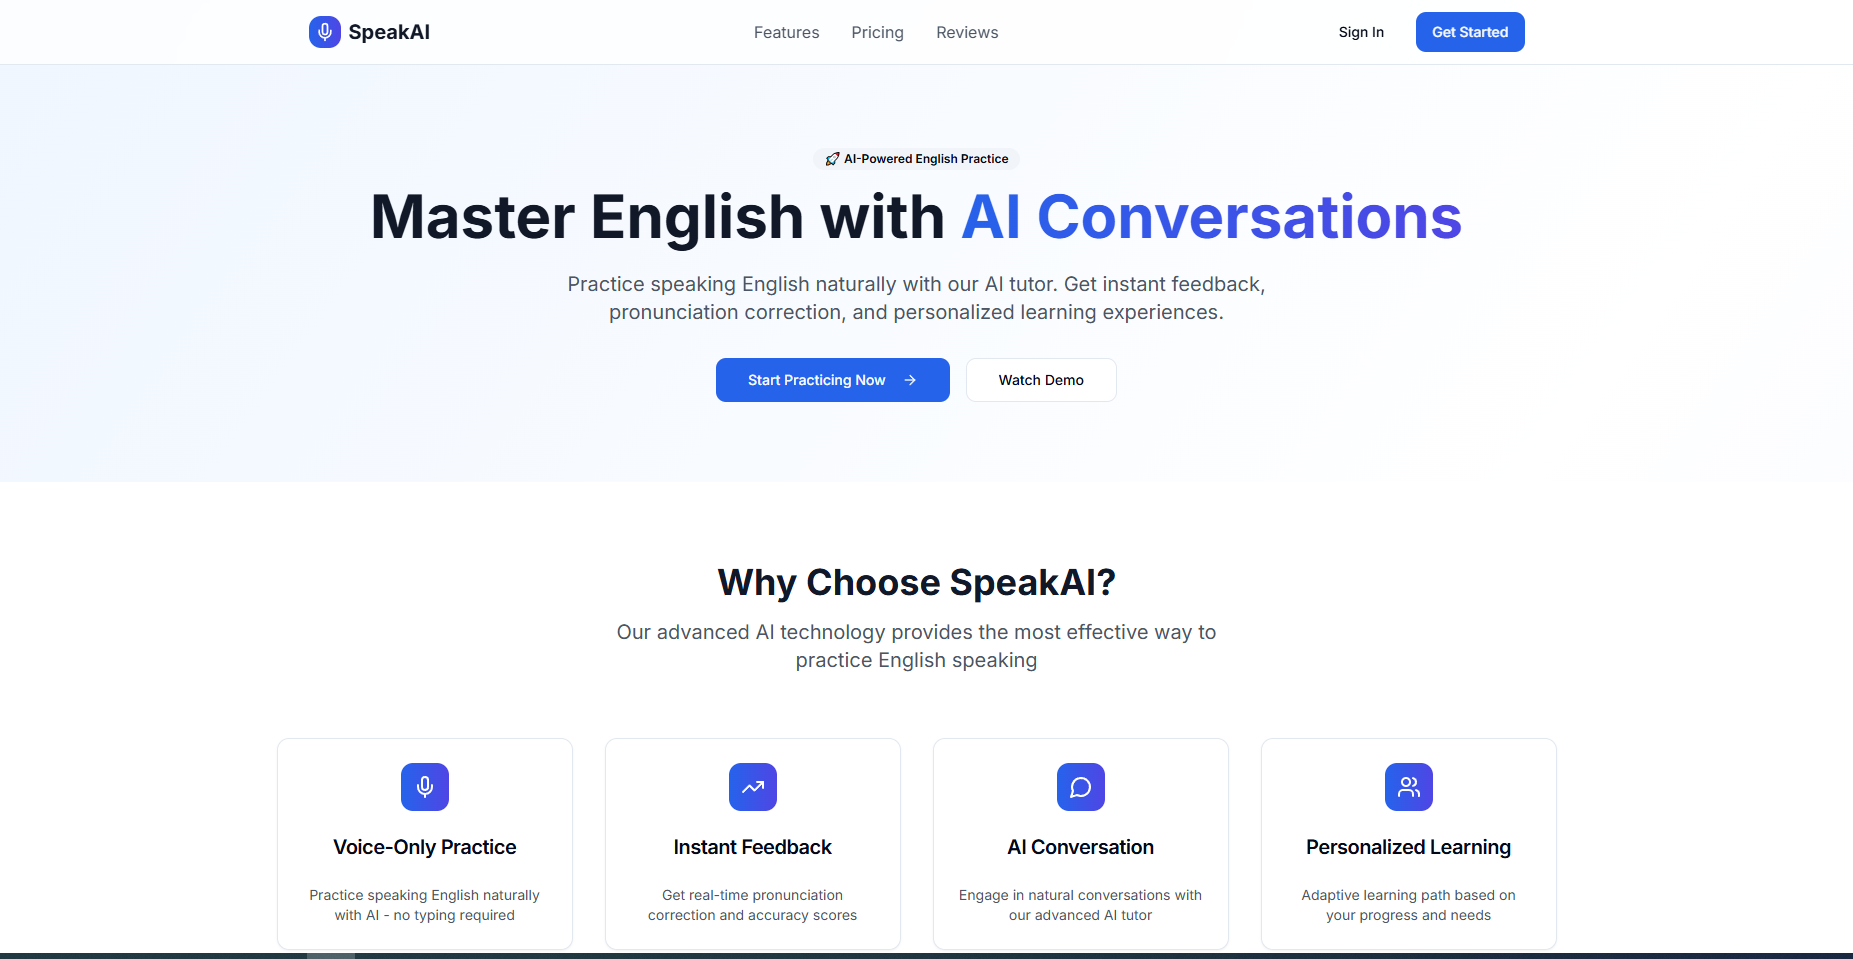 SpeakAI
Features
Pricing
Reviews
Sign In
Get Started
🚀 AI-Powered English Practice
Master English with AI Conversations
Practice speaking English naturally with our AI tutor. Get instant feedback,
pronunciation correction, and personalized learning experiences.
Start Practicing Now →
Watch Demo
Why Choose SpeakAI?
Our advanced AI technology provides the most effective way to
practice English speaking
Voice-Only Practice
Practice speaking English naturally
with AI - no typing required
Instant Feedback
Get real-time pronunciation
correction and accuracy scores
AI Conversation
Engage in natural conversations with
our advanced AI tutor
Personalized Learning
Adaptive learning path based on
your progress and needs